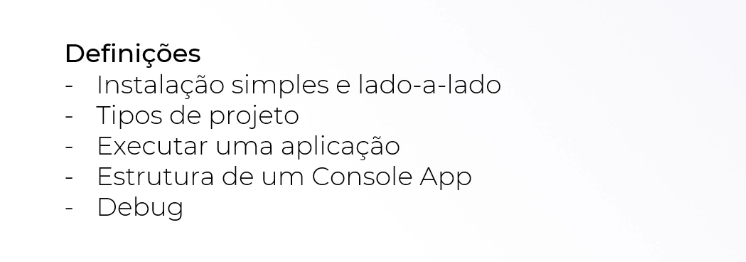 Definições
- Instalação simples e lado-a-lado
- Tipos de projeto
- Executar uma aplicação
- Estrutura de um Console App
- Debug